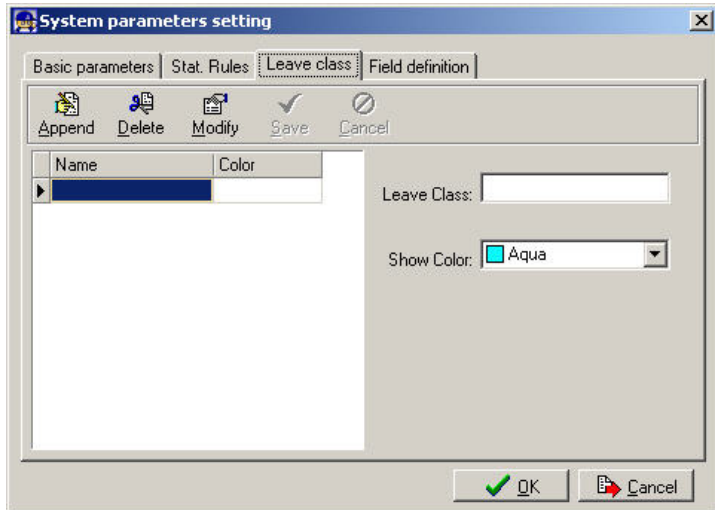 System parameters setting
Basic parameters Stat. Rules Leave class Field definition
Append Delete Modify Save Cancel
Name Color
Leave Class:
Show Color: Aqua
OK Cancel